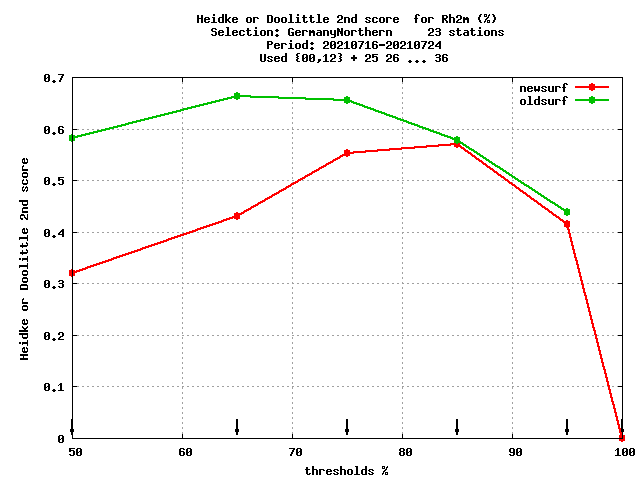 Heidke or Doolittle 2nd score  for Rh2m (%)
Selection: GermanyNorthern     23 stations
Period: 20210716-20210724
Used {00,12} + 25 26 ... 36
newsurf
oldsurf
Heidke or Doolittle 2nd score
0.7
0.6
0.5
0.4
0.3
0.2
0.1
0
50 60 70 80 90 100
thresholds %